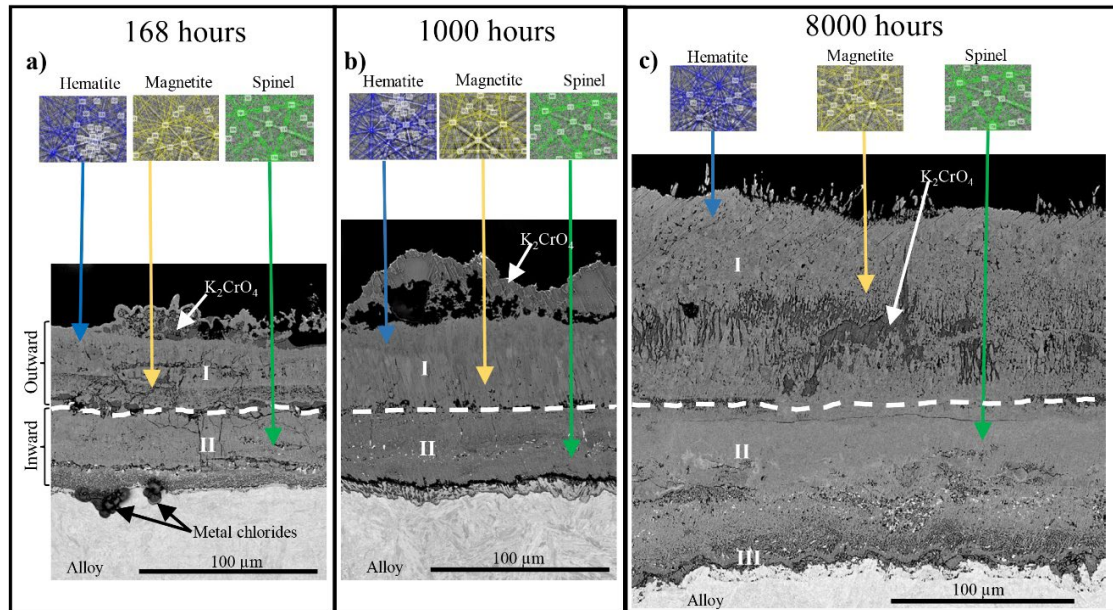 168 hours
a)
Hematite
Magnetite
Spinel
K₂CrO₄
Outward
I
Inward
II
Metal chlorides
Alloy
100 µm
1000 hours
b)
Hematite
Magnetite
Spinel
K₂CrO₄
I
II
Alloy
100 µm
8000 hours
c)
Hematite
Magnetite
Spinel
K₂CrO₄
I
II
III
Alloy
100 µm